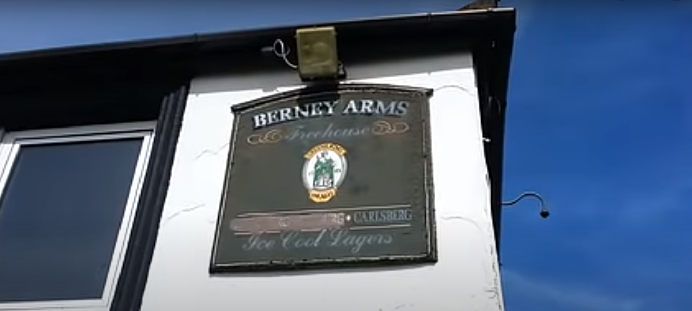 BERNEY ARMS
Freehouse
CARLSBERG
Ice Cool Lagers